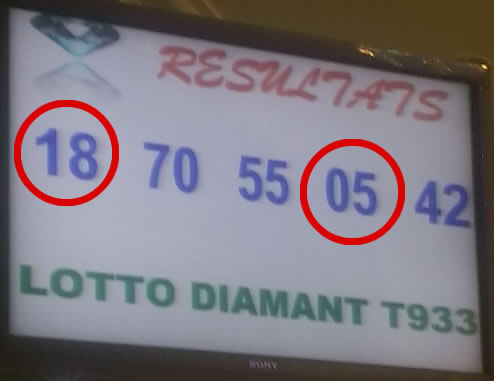 RESULTATS
18 70 55 05 42
LOTTO DIAMANT T933
SONY